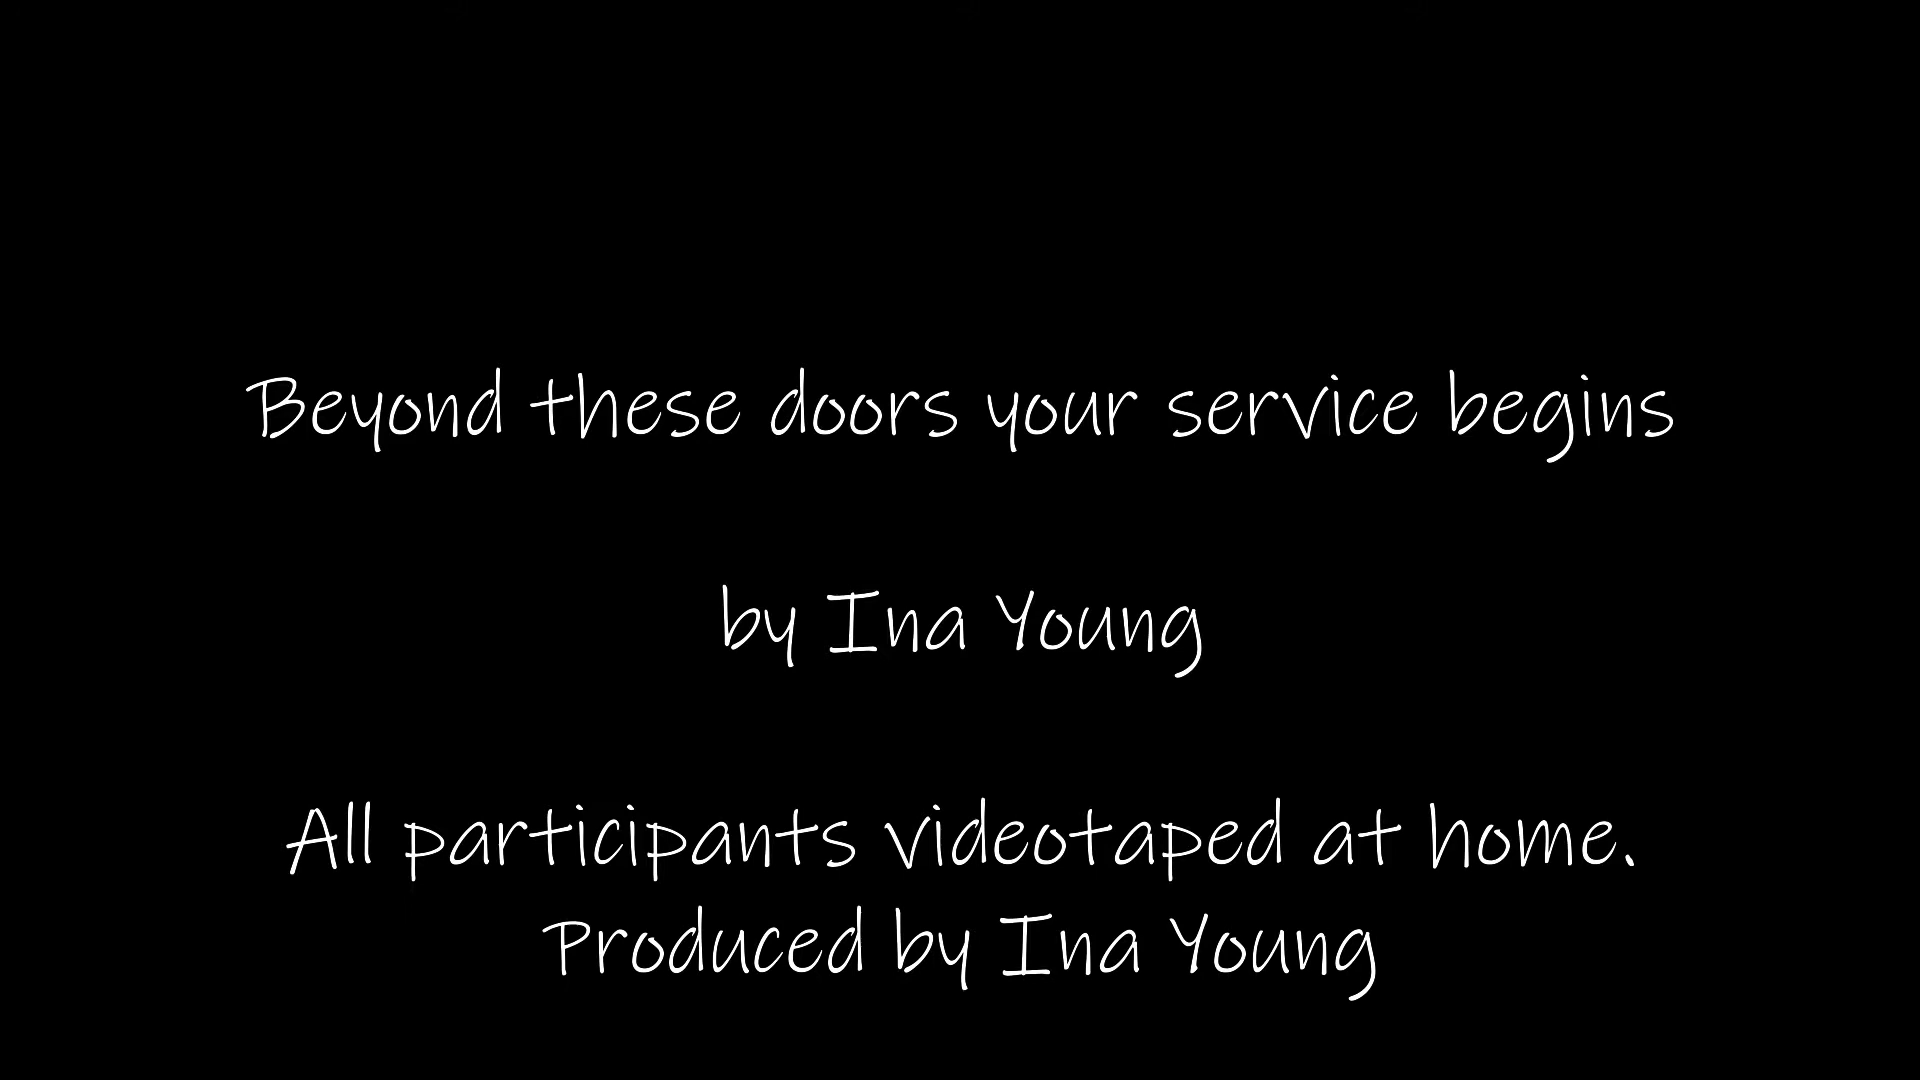 Beyond these doors your service begins
by Ina Young
All participants videotaped at home.
Produced by Ina Young